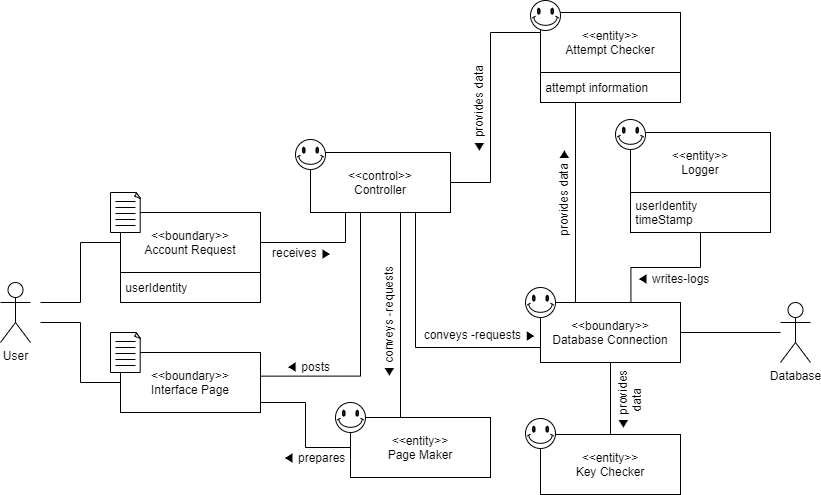 <<entity>>
Attempt Checker
attempt information
▼ provides data
<<entity>>
Logger
userIdentity
timeStamp
<<control>>
Controller
provides data ▶
<<boundary>>
Account Request
userIdentity
receives ▶
◀ writes-logs
User
▼ conveys -requests
conveys -requests ▶
<<boundary>>
Database Connection
Database
<<boundary>>
Interface Page
◀ posts
▼ provides
data
<<entity>>
Page Maker
◀ prepares
<<entity>>
Key Checker